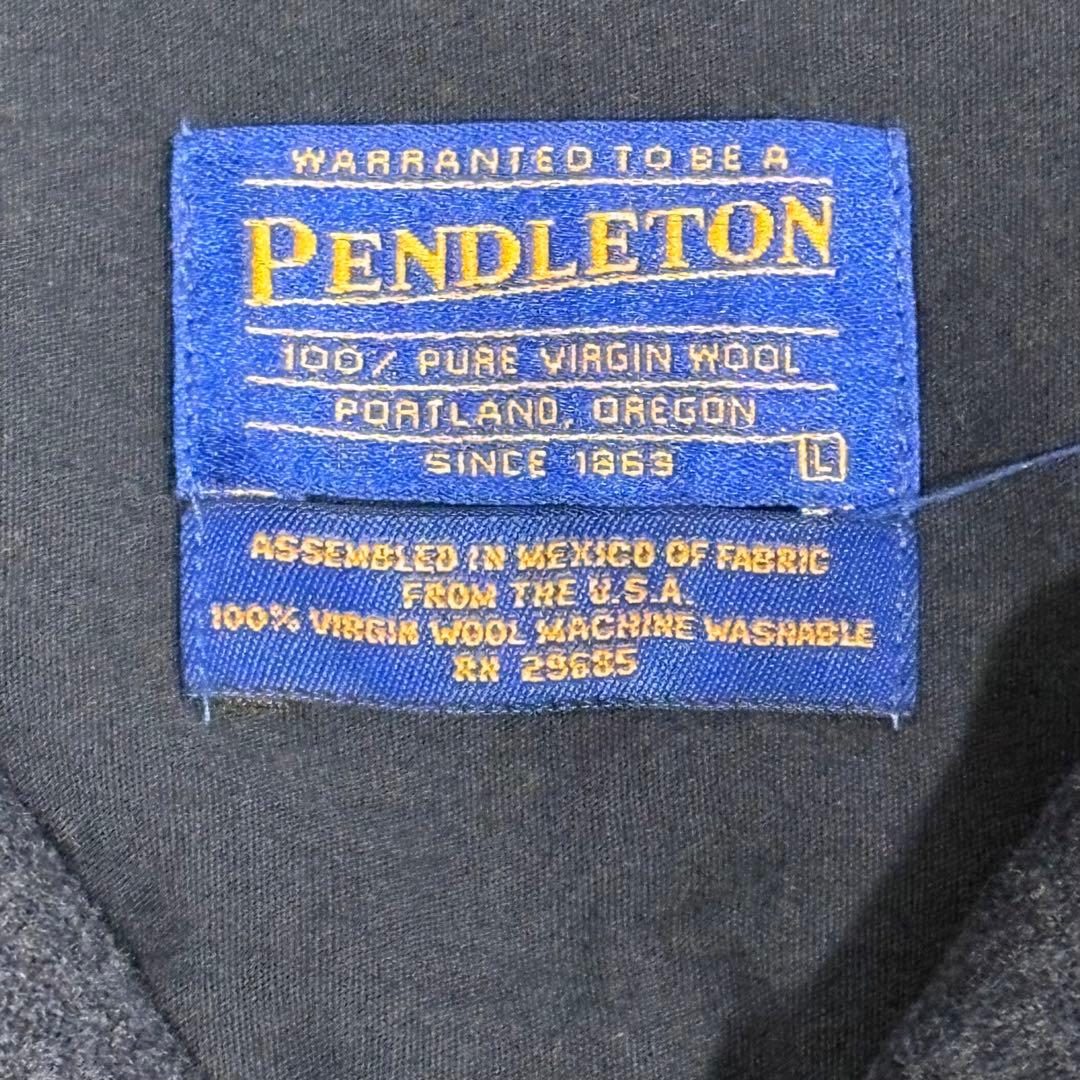 WARRANTED TO BE A
PENDLETON
100% PURE VIRGIN WOOL
PORTLAND, OREGON
SINCE 1863
L
ASSEMBLED IN MEXICO OF FABRIC
FROM THE U.S.A.
100% VIRGIN WOOL MACHINE WASHABLE
RN 29685